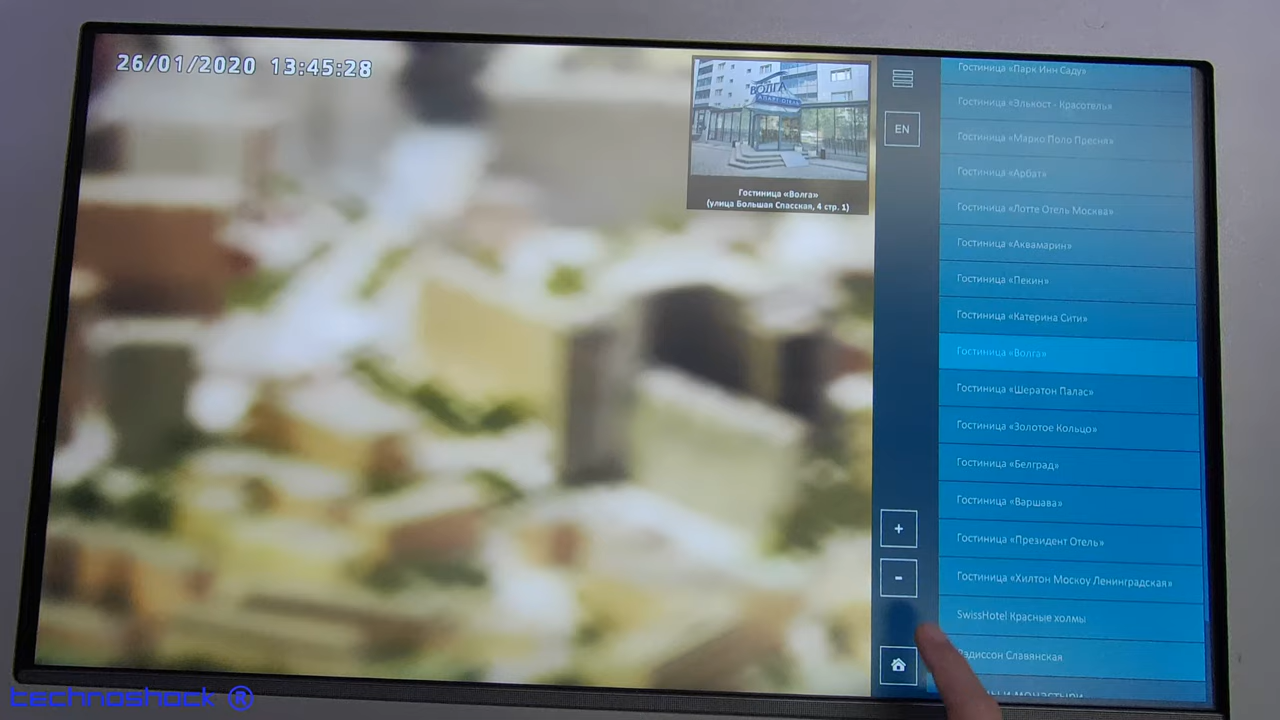 26/01/2020 13:45:28
ВОЛГА
Гостиница «Волга»
(улица Большая Спасская, 4 стр. 1)
EN
+
-
Гостиница «Парк Инн Саду»
Гостиница «Элькост - Красотель»
Гостиница «Марко Поло Пресня»
Гостиница «Арбат»
Гостиница «Лотте Отель Москва»
Гостиница «Аквамарин»
Гостиница «Пекин»
Гостиница «Катерина Сити»
Гостиница «Волга»
Гостиница «Шератон Палас»
Гостиница «Золотое Кольцо»
Гостиница «Белград»
Гостиница «Варшава»
Гостиница «Президент Отель»
Гостиница «Хилтон Москоу Ленинградская»
SwissHotel Красные холмы
Славянская
и монастыри
technoshock ®